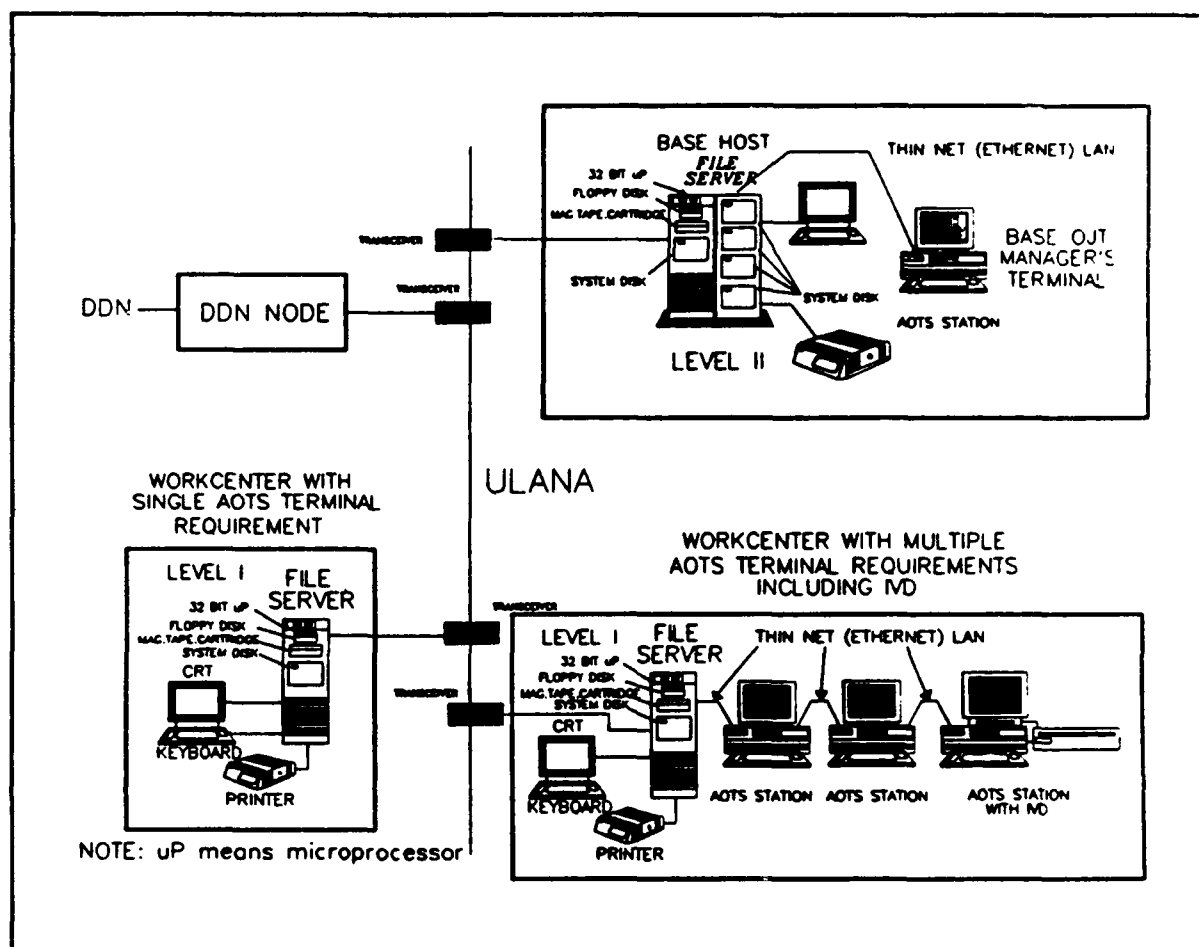 BASE HOST
FILE
SERVER
THIN NET (ETHERNET) LAN
32 BIT uP
FLOPPY DISK
MAG.TAPE.CARTRIDGE
TRANSCEIVER
SYSTEM DISK
SYSTEM DISK
BASE OJT
MANAGER'S
TERMINAL
AOTS STATION
LEVEL II
DDN
DDN NODE
TRANSCEIVER
ULANA
WORKCENTER WITH
SINGLE AOTS TERMINAL
REQUIREMENT
LEVEL I
FILE
SERVER
32 BIT uP
FLOPPY DISK
MAG.TAPE.CARTRIDGE
SYSTEM DISK
CRT
KEYBOARD
PRINTER
TRANSCEIVER
TRANSCEIVER
WORKCENTER WITH MULTIPLE
AOTS TERMINAL REQUIREMENTS
INCLUDING IVD
LEVEL I
FILE
SERVER
THIN NET (ETHERNET) LAN
32 BIT uP
FLOPPY DISK
MAG.TAPE.CARTRIDGE
SYSTEM DISK
CRT
KEYBOARD
PRINTER
AOTS STATION
AOTS STATION
AOTS STATION
WITH IVD
NOTE: uP means microprocessor